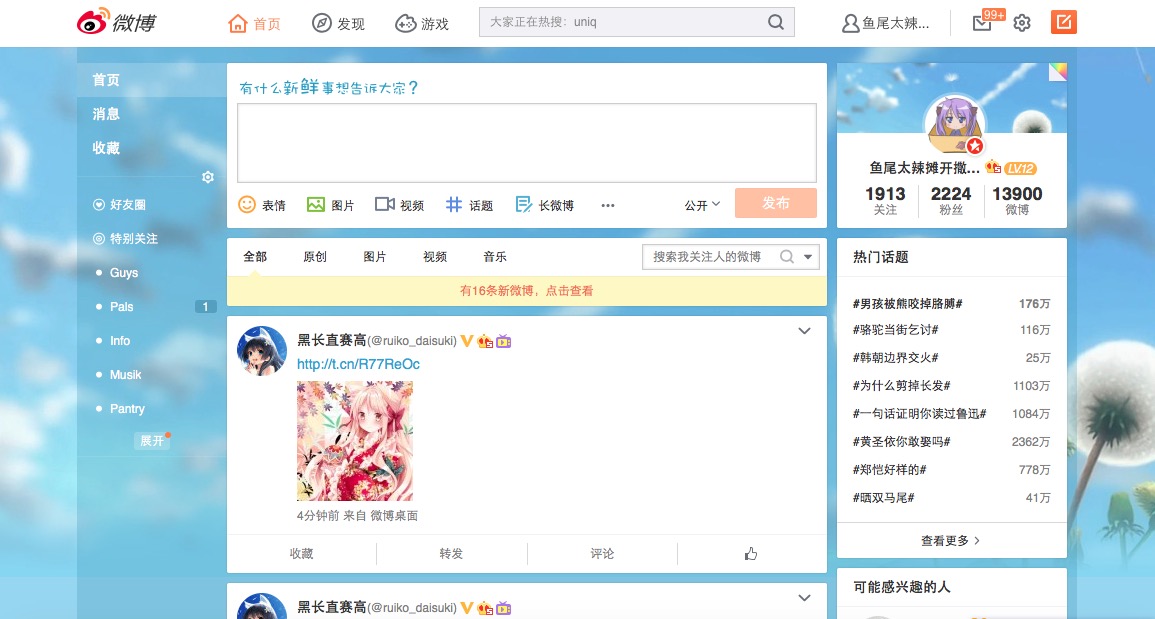 微博
首页
发现
游戏
大家正在热搜：uniq
鱼尾太辣...
99+
首页
消息
收藏
好友圈
特别关注
Guys
Pals
1
Info
Musik
Pantry
展开
有什么新鲜事想告诉大家？
表情
图片
视频
话题
长微博
公开
发布
全部
原创
图片
视频
音乐
搜索我关注人的微博
有16条新微博，点击查看
黑长直赛高(@ruiko_daisuki)
http://t.cn/R77ReOc
4分钟前 来自 微博桌面
收藏
转发
评论
黑长直赛高(@ruiko_daisuki)
鱼尾太辣摊开撒... LV.12
1913 2224 13900
关注 粉丝 微博
热门话题
#男孩被熊咬掉胳膊# 176万
#骆驼当街乞讨# 116万
#韩朝边界交火# 25万
#为什么剪掉长发# 1103万
#一句话证明你读过鲁迅# 1084万
#黄圣依你敢娶吗# 2362万
#郑恺好样的# 778万
#晒双马尾# 41万
查看更多
可能感兴趣的人